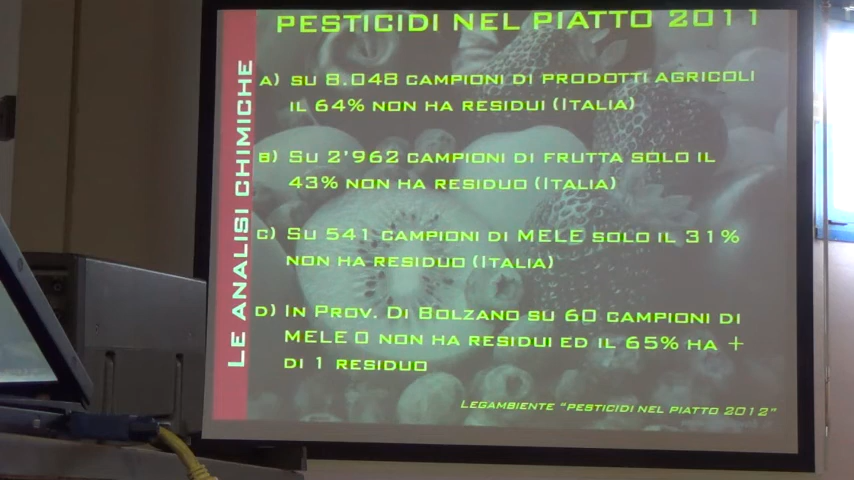 PESTICIDI NEL PIATTO 2011
LE ANALISI CHIMICHE
A) SU 8.048 CAMPIONI DI PRODOTTI AGRICOLI
IL 64% NON HA RESIDUI (ITALIA)
B) SU 2'962 CAMPIONI DI FRUTTA SOLO IL
43% NON HA RESIDUO (ITALIA)
C) SU 541 CAMPIONI DI MELE SOLO IL 31%
NON HA RESIDUO (ITALIA)
D) IN PROV. DI BOLZANO SU 60 CAMPIONI DI
MELE 0 NON HA RESIDUI ED IL 65% HA +
DI 1 RESIDUO
LEGAMBIENTE "PESTICIDI NEL PIATTO 2012"